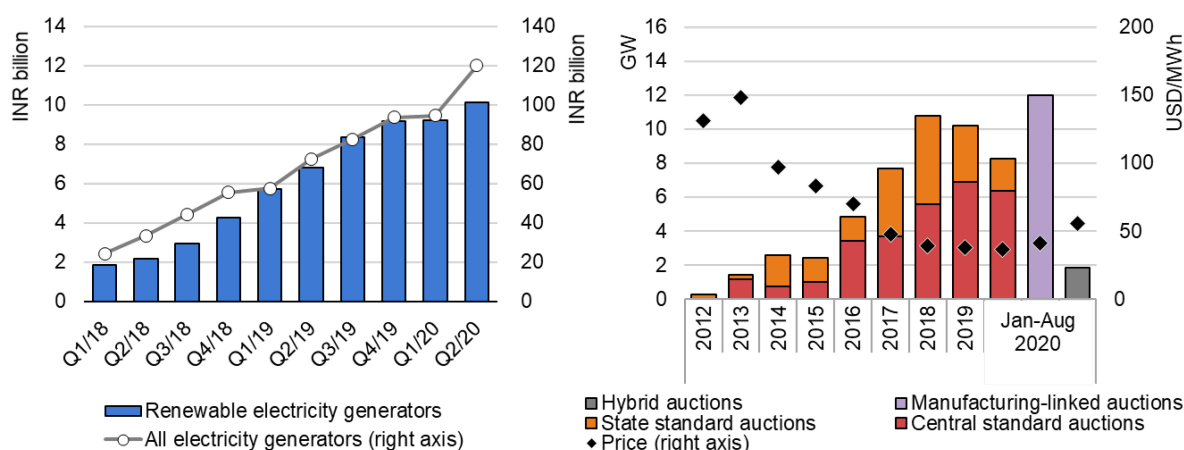 14
12
10
8
6
4
2
0
INR billion
140
120
100
80
60
40
20
0
INR billion
Q1/18
Q2/18
Q3/18
Q4/18
Q1/19
Q2/19
Q3/19
Q4/19
Q1/20
Q2/20
Renewable electricity generators
All electricity generators (right axis)
16
14
12
10
8
6
4
2
0
GW
200
150
100
50
0
USD/MWh
2012
2013
2014
2015
2016
2017
2018
2019
Jan-Aug
2020
Hybrid auctions
Manufacturing-linked auctions
State standard auctions
Central standard auctions
Price (right axis)